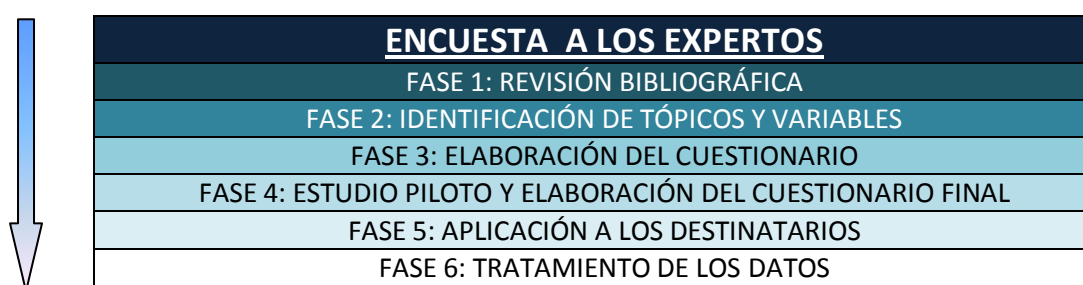 ENCUESTA A LOS EXPERTOS
FASE 1: REVISIÓN BIBLIOGRÁFICA
FASE 2: IDENTIFICACIÓN DE TÓPICOS Y VARIABLES
FASE 3: ELABORACIÓN DEL CUESTIONARIO
FASE 4: ESTUDIO PILOTO Y ELABORACIÓN DEL CUESTIONARIO FINAL
FASE 5: APLICACIÓN A LOS DESTINATARIOS
FASE 6: TRATAMIENTO DE LOS DATOS